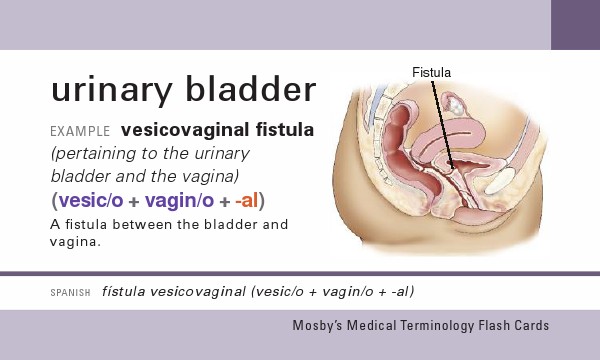 Fistula
urinary bladder
EXAMPLE vesicovaginal fistula
(pertaining to the urinary
bladder and the vagina)
(vesic/o + vagin/o + -al)
A fistula between the bladder and
vagina.
SPANISH fístula vesicovaginal (vesic/o + vagin/o + -al)
Mosby's Medical Terminology Flash Cards